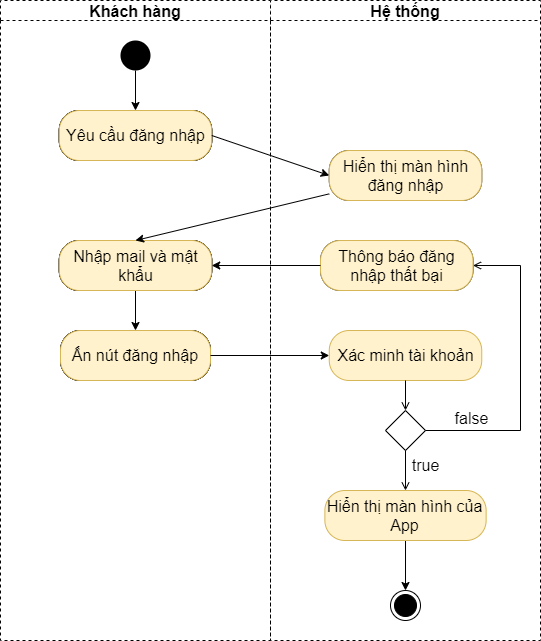 Khách hàng
Hệ thống
Yêu cầu đăng nhập
Hiển thị màn hình
đăng nhập
Nhập mail và mật
khẩu
Thông báo đăng
nhập thất bại
Ấn nút đăng nhập
Xác minh tài khoản
false
true
Hiển thị màn hình của
App